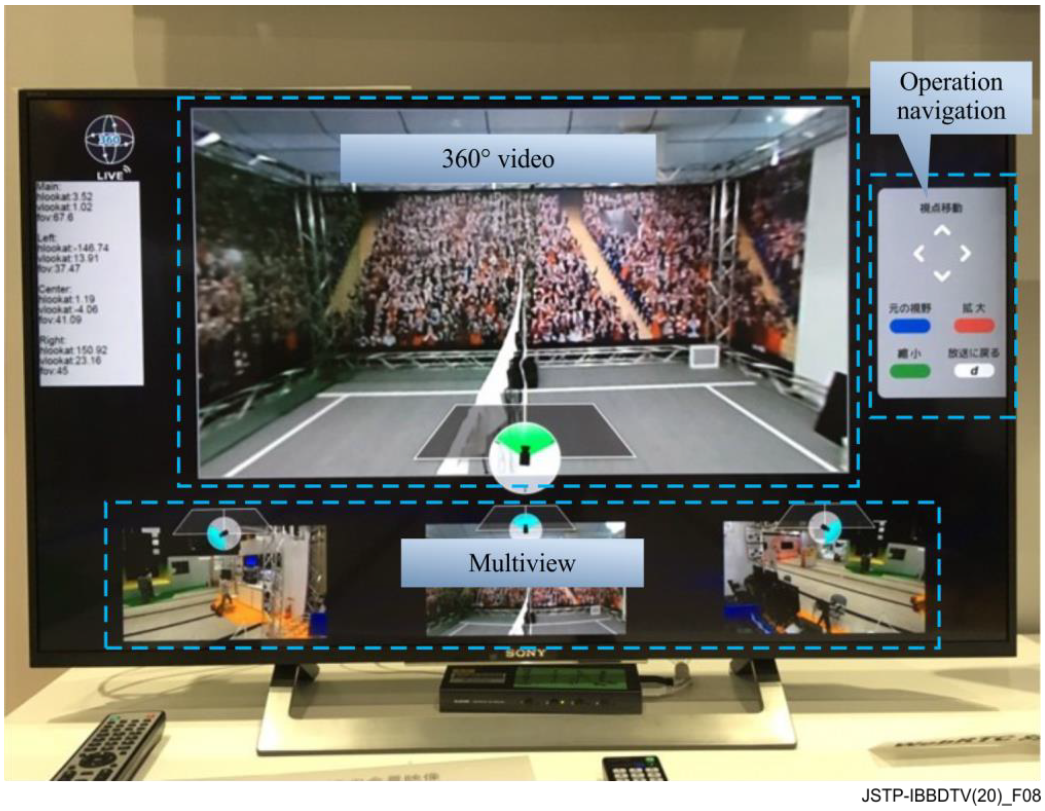 Operation
navigation
360° video
360
LIVE
Main:
hlookat:3.52
vlookat:1.02
fov:67.6
Left:
hlookat:-146.74
vlookat:13.91
fov:37.47
Center:
hlookat:1.19
vlookat:-4.06
fov:41.09
Right:
hlookat:150.92
vlookat:23.16
fov:45
視点移動
元の視野 拡大
縮小 放送に戻る
d
Multiview
SONY
JSTP-IBBDTV(20)_F08